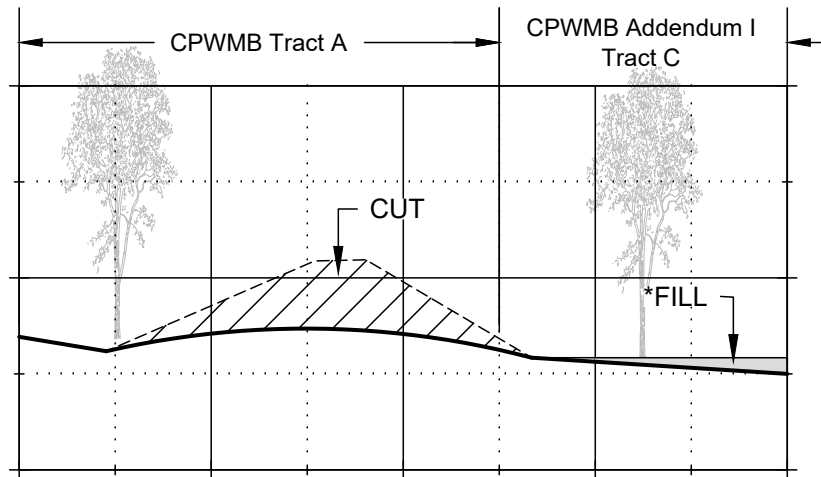 CPWMB Tract A
CPWMB Addendum I
Tract C
CUT
*FILL